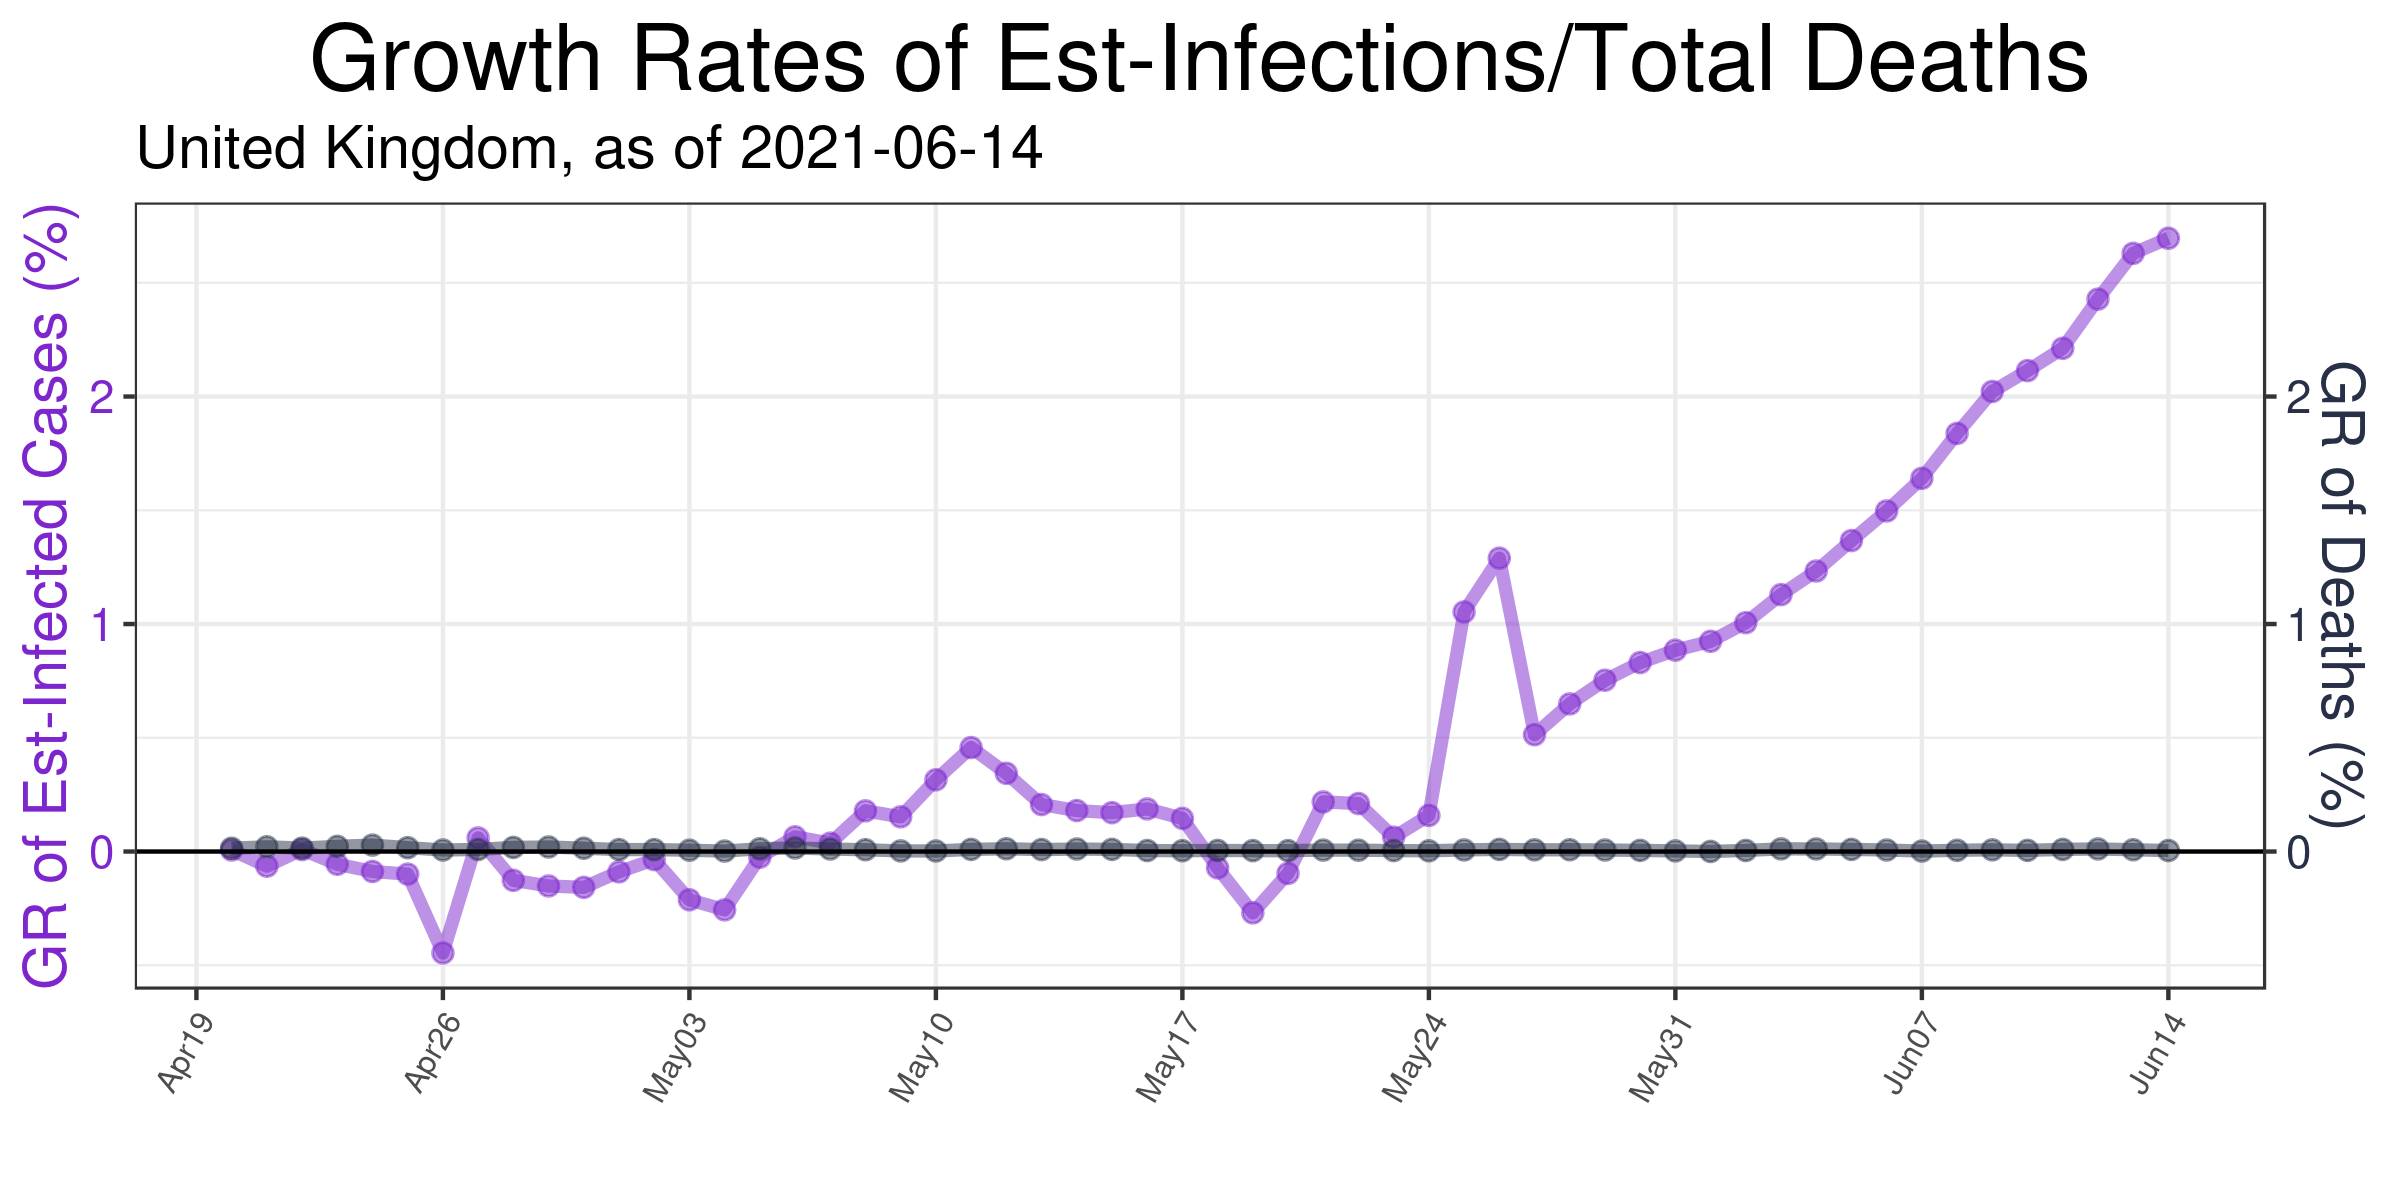 Growth Rates of Est-Infections/Total Deaths
United Kingdom, as of 2021-06-14
GR of Est-Infected Cases (%)
2
1
0
2
1
0
GR of Deaths (%)
Apr19
Apr26
May03
May10
May17
May24
May31
Jun07
Jun14